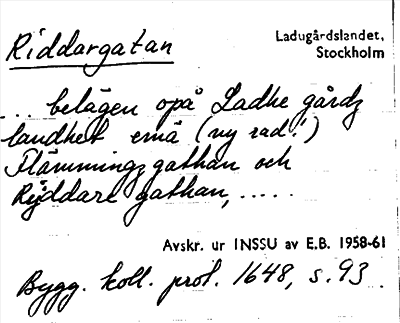 Riddargatan
Ladugårdslandet,
Stockholm
... belägen opå Ladhe gårdz
landhet emä (ny rad!)
Flämmingz gathan och
Rÿddare gathan, .....
Avskr. ur INSSU av E.B. 1958-61
Bygg. koll. prot. 1648, s. 93.